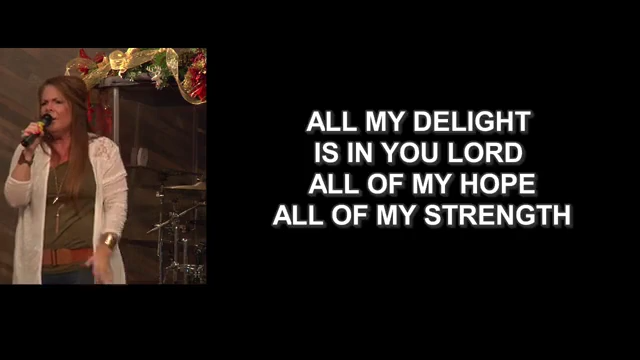 ALL MY DELIGHT
IS IN YOU LORD
ALL OF MY HOPE
ALL OF MY STRENGTH